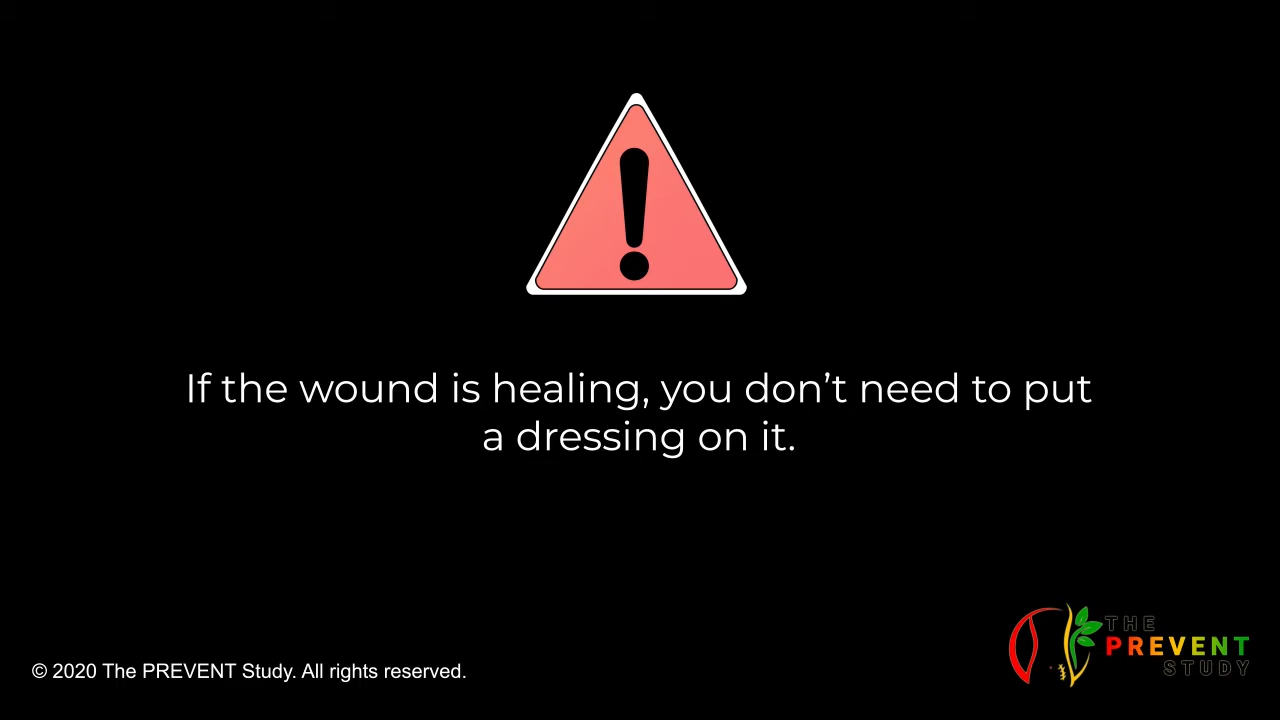 If the wound is healing, you don’t need to put
a dressing on it.
© 2020 The PREVENT Study. All rights reserved.
THE
PREVENT
STUDY